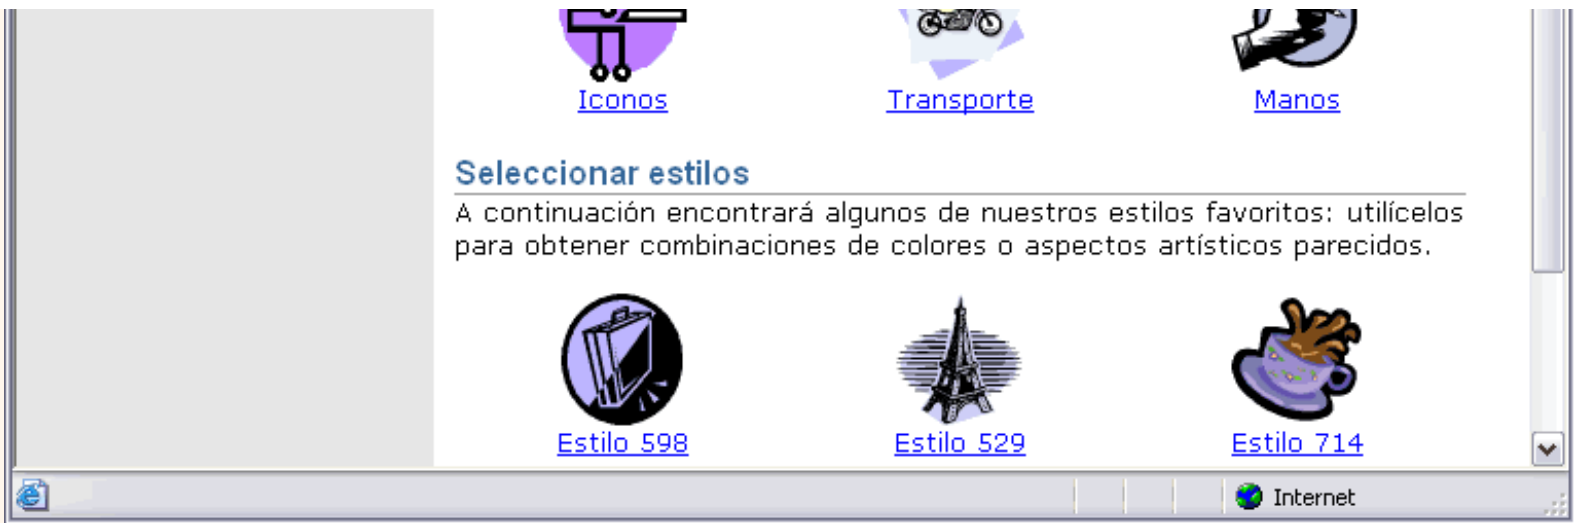 Iconos Transporte Manos
Seleccionar estilos
A continuación encontrará algunos de nuestros estilos favoritos: utilícelos
para obtener combinaciones de colores o aspectos artísticos parecidos.
Estilo 598 Estilo 529 Estilo 714
Internet